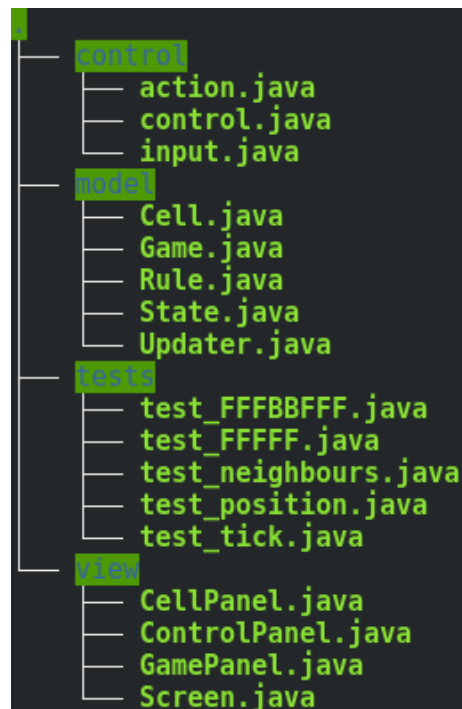 .
├── control
│   ├── action.java
│   ├── control.java
│   └── input.java
├── model
│   ├── Cell.java
│   ├── Game.java
│   ├── Rule.java
│   ├── State.java
│   └── Updater.java
├── tests
│   ├── test_FFFBBFFF.java
│   ├── test_FFFFF.java
│   ├── test_neighbours.java
│   ├── test_position.java
│   └── test_tick.java
└── view
    ├── CellPanel.java
    ├── ControlPanel.java
    ├── GamePanel.java
    └── Screen.java